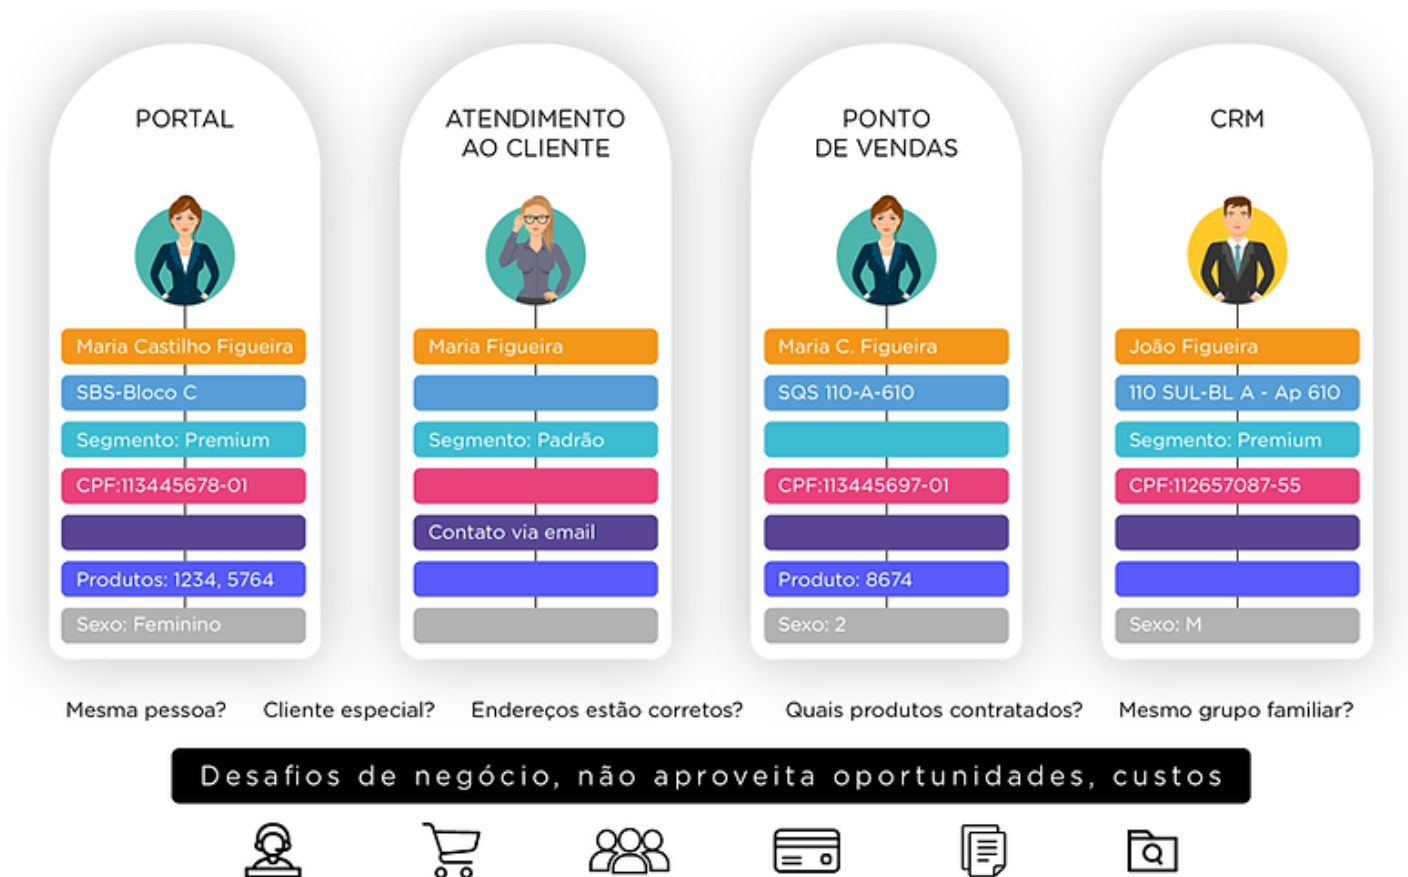 PORTAL
Maria Castilho Figueira
SBS-Bloco C
Segmento: Premium
CPF:113445678-01
Produtos: 1234, 5764
Sexo: Feminino
ATENDIMENTO
AO CLIENTE
Maria Figueira
Segmento: Padrão
Contato via email
PONTO
DE VENDAS
Maria C. Figueira
SQS 110-A-610
CPF:113445697-01
Produto: 8674
Sexo: 2
CRM
João Figueira
110 SUL-BL A - Ap 610
Segmento: Premium
CPF:112657087-55
Sexo: M
Mesma pessoa?
Cliente especial?
Endereços estão corretos?
Quais produtos contratados?
Mesmo grupo familiar?
Desafios de negócio, não aproveita oportunidades, custos